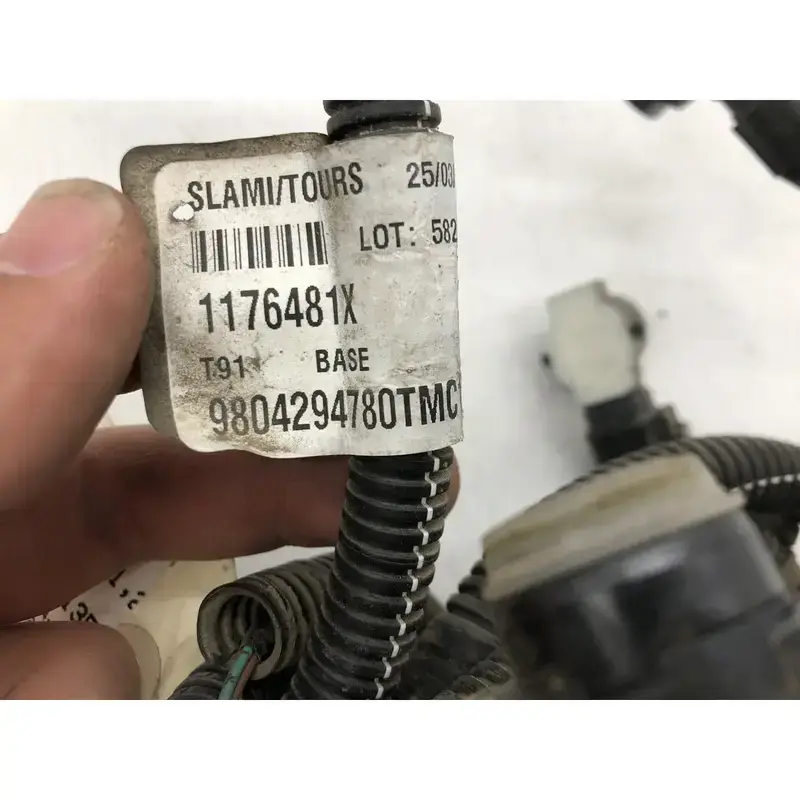 SLAMI/TOURS 25/03/
LOT: 582
1176481X
T91 BASE
9804294780TMC